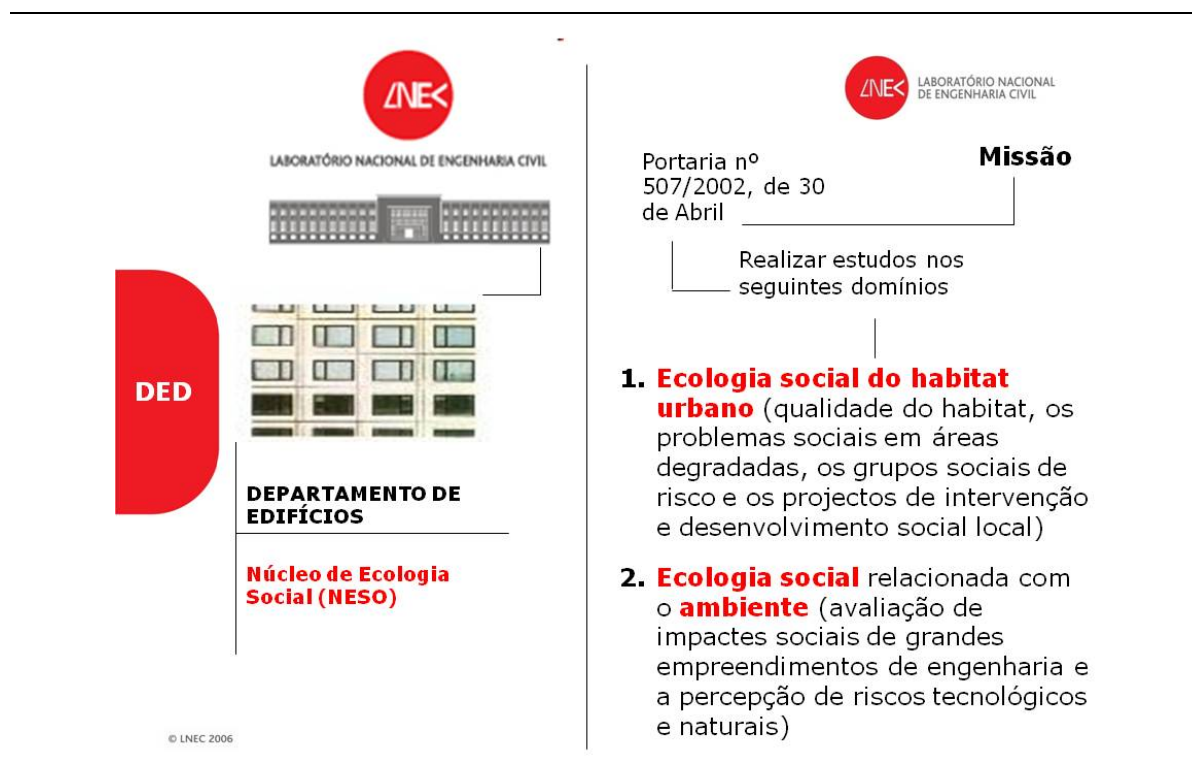 LNEC
LABORATÓRIO NACIONAL DE ENGENHARIA CIVIL
DED
DEPARTAMENTO DE
EDIFÍCIOS
Núcleo de Ecologia
Social (NESO)
© LNEC 2006
LNEC
LABORATÓRIO NACIONAL
DE ENGENHARIA CIVIL
Missão
Portaria nº
507/2002, de 30
de Abril
Realizar estudos nos
seguintes domínios
1. Ecologia social do habitat
urbano (qualidade do habitat, os
problemas sociais em áreas
degradadas, os grupos sociais de
risco e os projectos de intervenção
e desenvolvimento social local)
2. Ecologia social relacionada com
o ambiente (avaliação de
impactes sociais de grandes
empreendimentos de engenharia e
a percepção de riscos tecnológicos
e naturais)